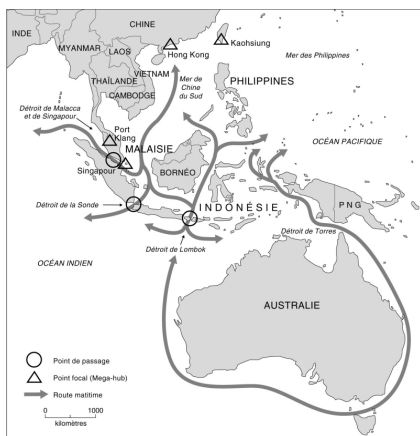 CHINE
INDE
MYANMAR
LAOS
Hong Kong
Kaohsiung
Mer des Philippines
THAÏLANDE
VIETNAM
Mer de
Chine
du Sud
PHILIPPINES
CAMBODGE
Détroit de Malacca
et de Singapour
OCÉAN PACIFIQUE
Port
Klang
MALAISIE
Singapour
BORNÉO
INDONÉSIE
PNG
Détroit de la Sonde
Détroit de Torres
Détroit de Lombok
OCÉAN INDIEN
AUSTRALIE
Point de passage
Point focal (Mega-hub)
Route matitime
0 1000
kilomètres